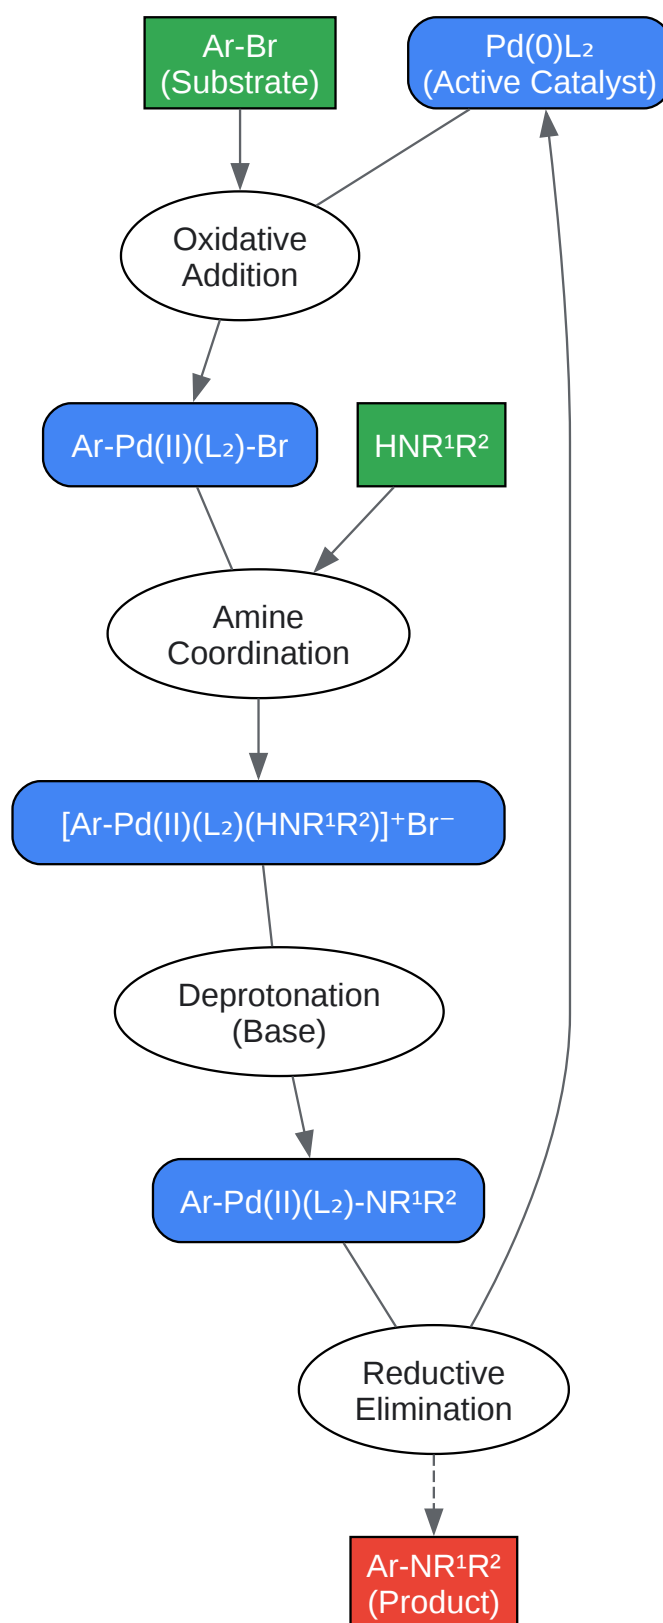 Ar-Br
(Substrate)
Pd(0)L₂
(Active Catalyst)
Oxidative
Addition
Ar-Pd(II)(L₂)-Br
HNR¹R²
Amine
Coordination
[Ar-Pd(II)(L₂)(HNR¹R²)]⁺Br⁻
Deprotonation
(Base)
Ar-Pd(II)(L₂)-NR¹R²
Reductive
Elimination
Ar-NR¹R²
(Product)